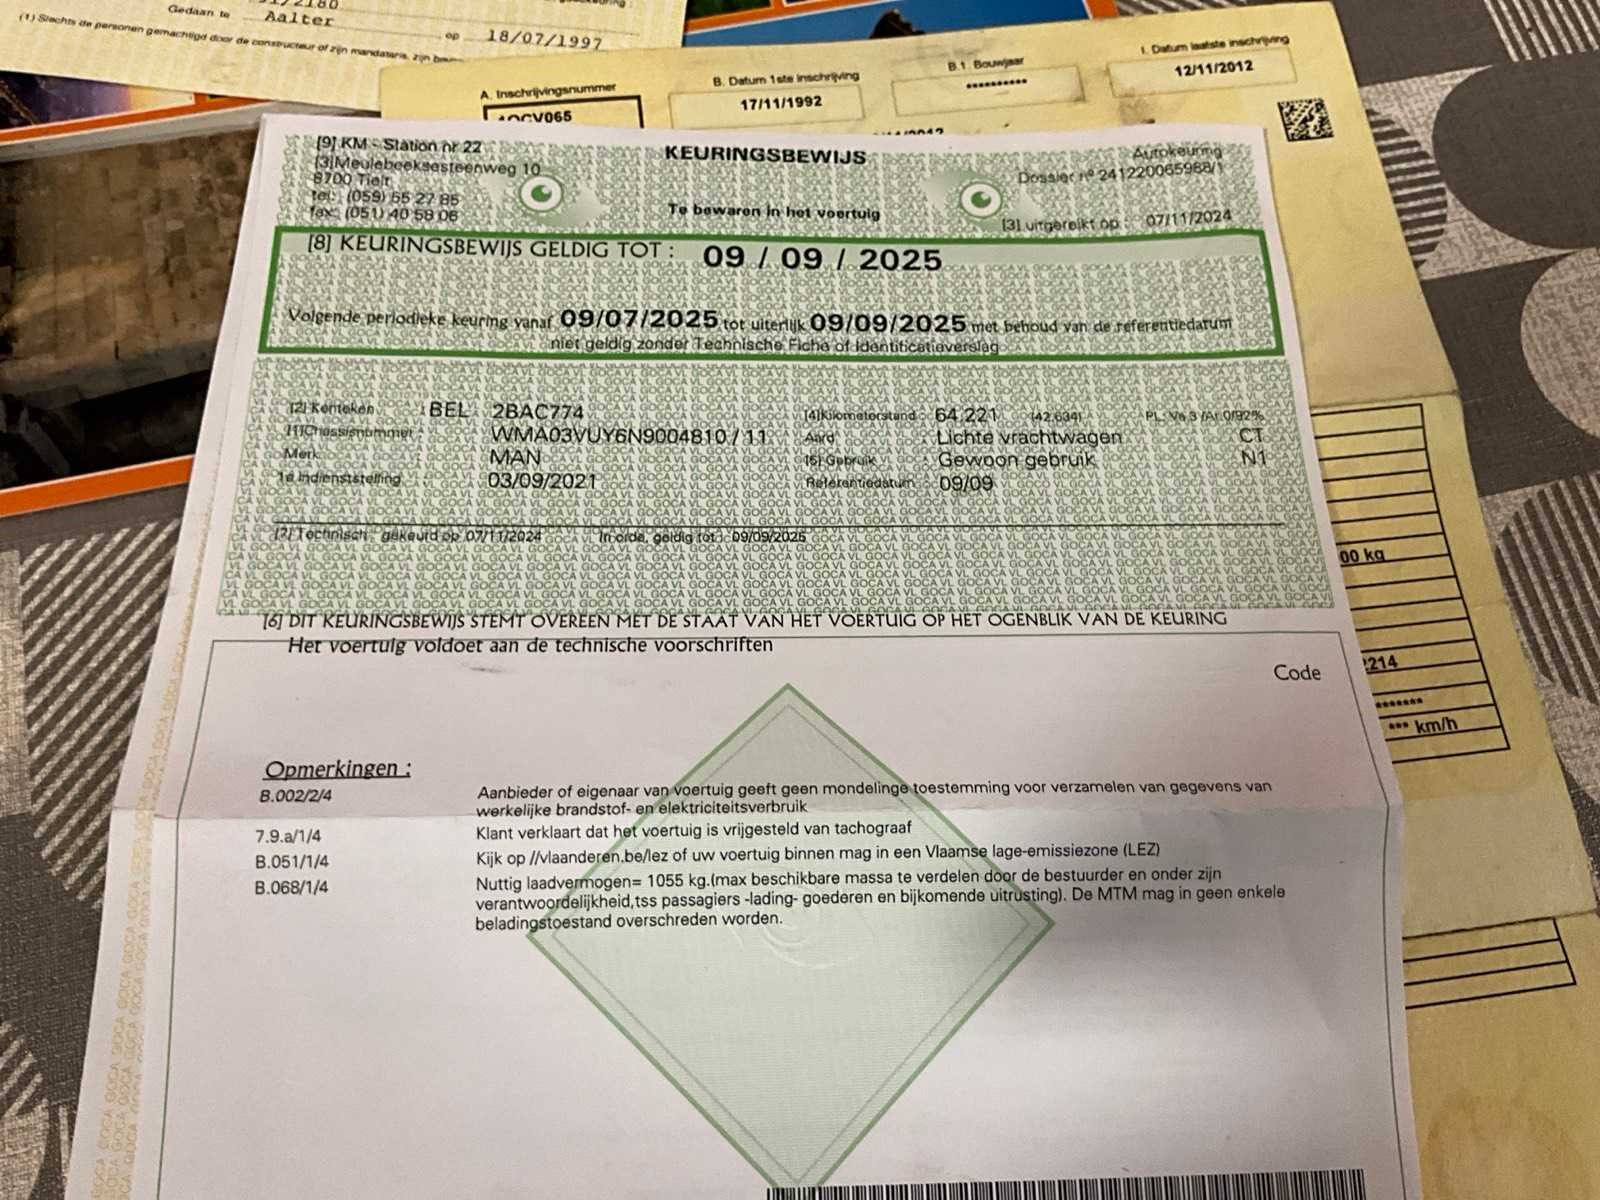 /2180
Gedaan te Aalter op 18/07/1997
(1) Slechts de personen gemachtigd door de constructeur of zijn mandataris, zijn
A. Inschrijvingsnummer
B. Datum 1ste inschrijving
17/11/1992
B.1. Bouwjaar
**********
I. Datum laatste inschrijving
12/11/2012
1QCV065
[9] KM - Station nr 22
[3]Meulebeeksesteenweg 10
8700 Tielt
tel: (059) 55 27 85
fax: (051) 40 58 06
KEURINGSBEWIJS
Te bewaren in het voertuig
Autokeuring
Dossier nº 241220065988/1
[3] uitgereikt op : 07/11/2024
[8] KEURINGSBEWIJS GELDIG TOT : 09 / 09 / 2025
Volgende periodieke keuring vanaf 09/07/2025 tot uiterlijk 09/09/2025 met behoud van de referentiedatum
niet geldig zonder Technische Fiche of Identificatieverslag
[2] Kenteken : BEL 2BAC774
[1]Chassisnummer : WMA03VUY6N9004810 / 11
Merk : MAN
1e Indienststelling : 03/09/2021
[4]Kilometerstand : 64.221 (42.634)
Aard : Lichte vrachtwagen CT
[5] Gebruik : Gewoon gebruik N1
Referentiedatum : 09/09
[7] Technisch : gekeurd op 07/11/2024 In orde, geldig tot : 09/09/2025
[6] DIT KEURINGSBEWIJS STEMT OVEREEN MET DE STAAT VAN HET VOERTUIG OP HET OGENBLIK VAN DE KEURING
Het voertuig voldoet aan de technische voorschriften
Code
Opmerkingen :
B.002/2/4 Aanbieder of eigenaar van voertuig geeft geen mondelinge toestemming voor verzamelen van gegevens van
werkelijke brandstof- en elektriciteitsverbruik
7.9.a/1/4 Klant verklaart dat het voertuig is vrijgesteld van tachograaf
B.051/1/4 Kijk op //vlaanderen.be/lez of uw voertuig binnen mag in een Vlaamse lage-emissiezone (LEZ)
B.068/1/4 Nuttig laadvermogen= 1055 kg.(max beschikbare massa te verdelen door de bestuurder en onder zijn
verantwoordelijkheid,tss passagiers -lading- goederen en bijkomende uitrusting). De MTM mag in geen enkele
beladingstoestand overschreden worden.
00 kg
2214
*******
*** km/h